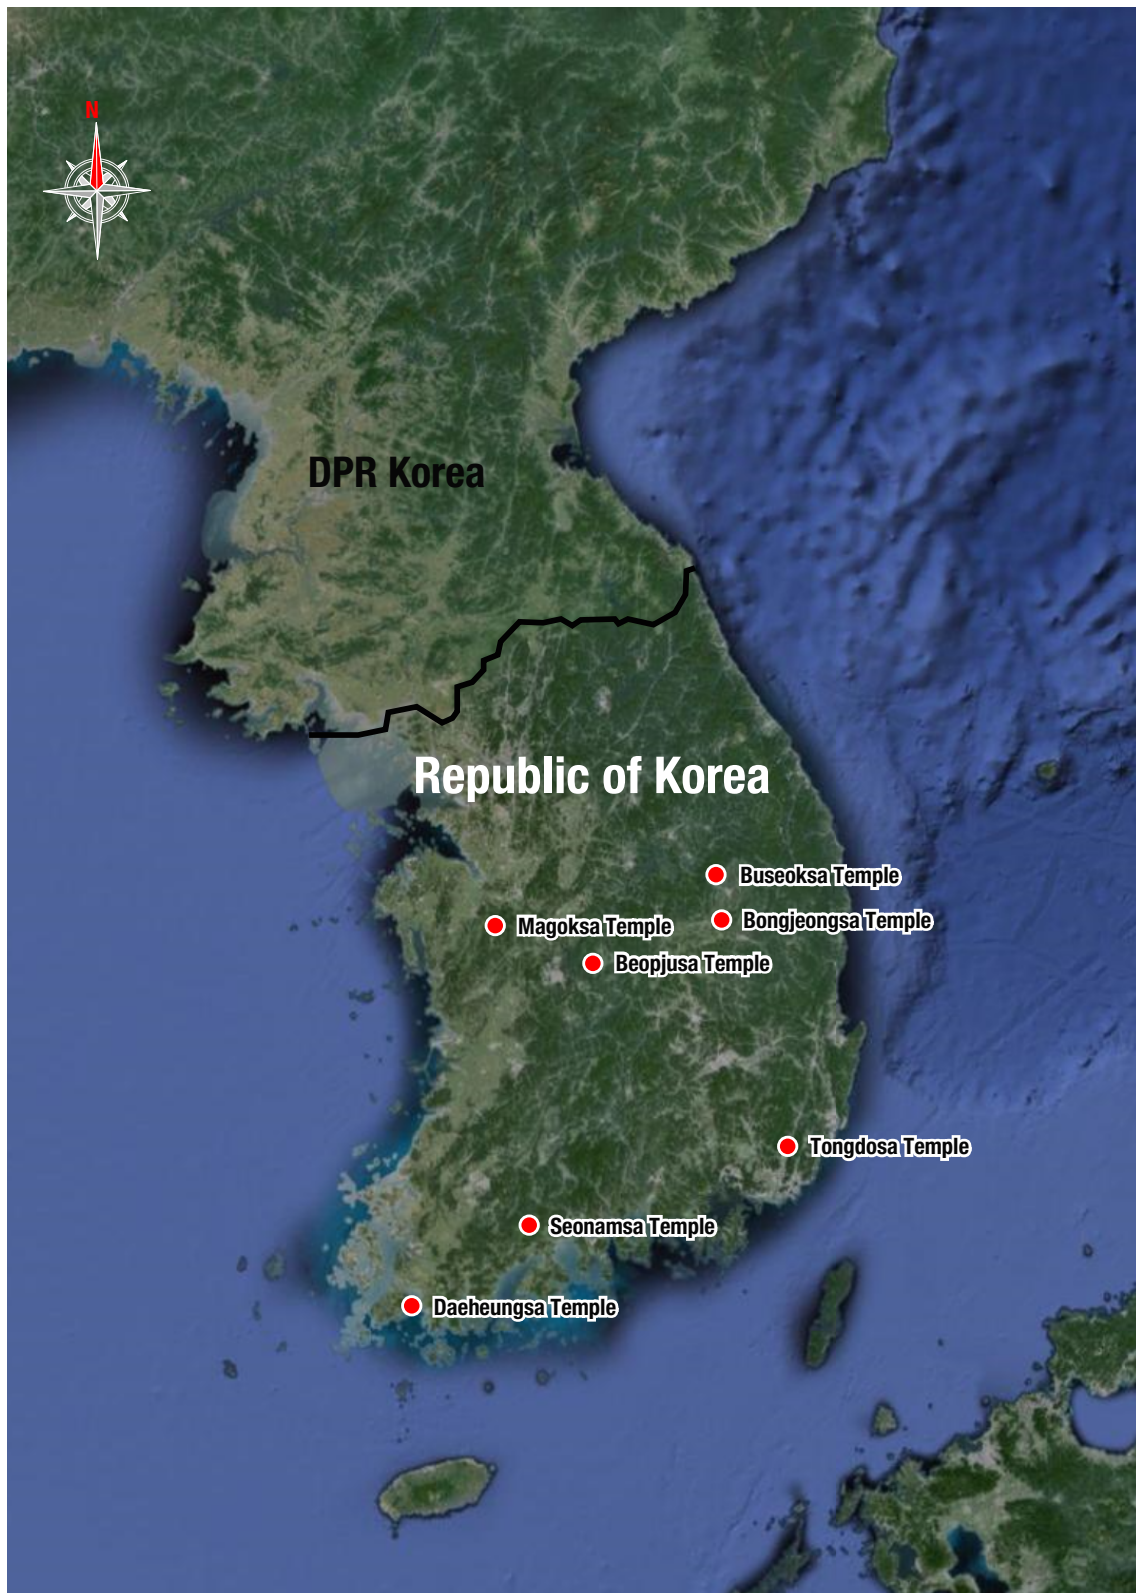 N
DPR Korea
Republic of Korea
Buseoksa Temple
Bongjeongsa Temple
Magoksa Temple
Beopjusa Temple
Tongdosa Temple
Seonamsa Temple
Daeheungsa Temple